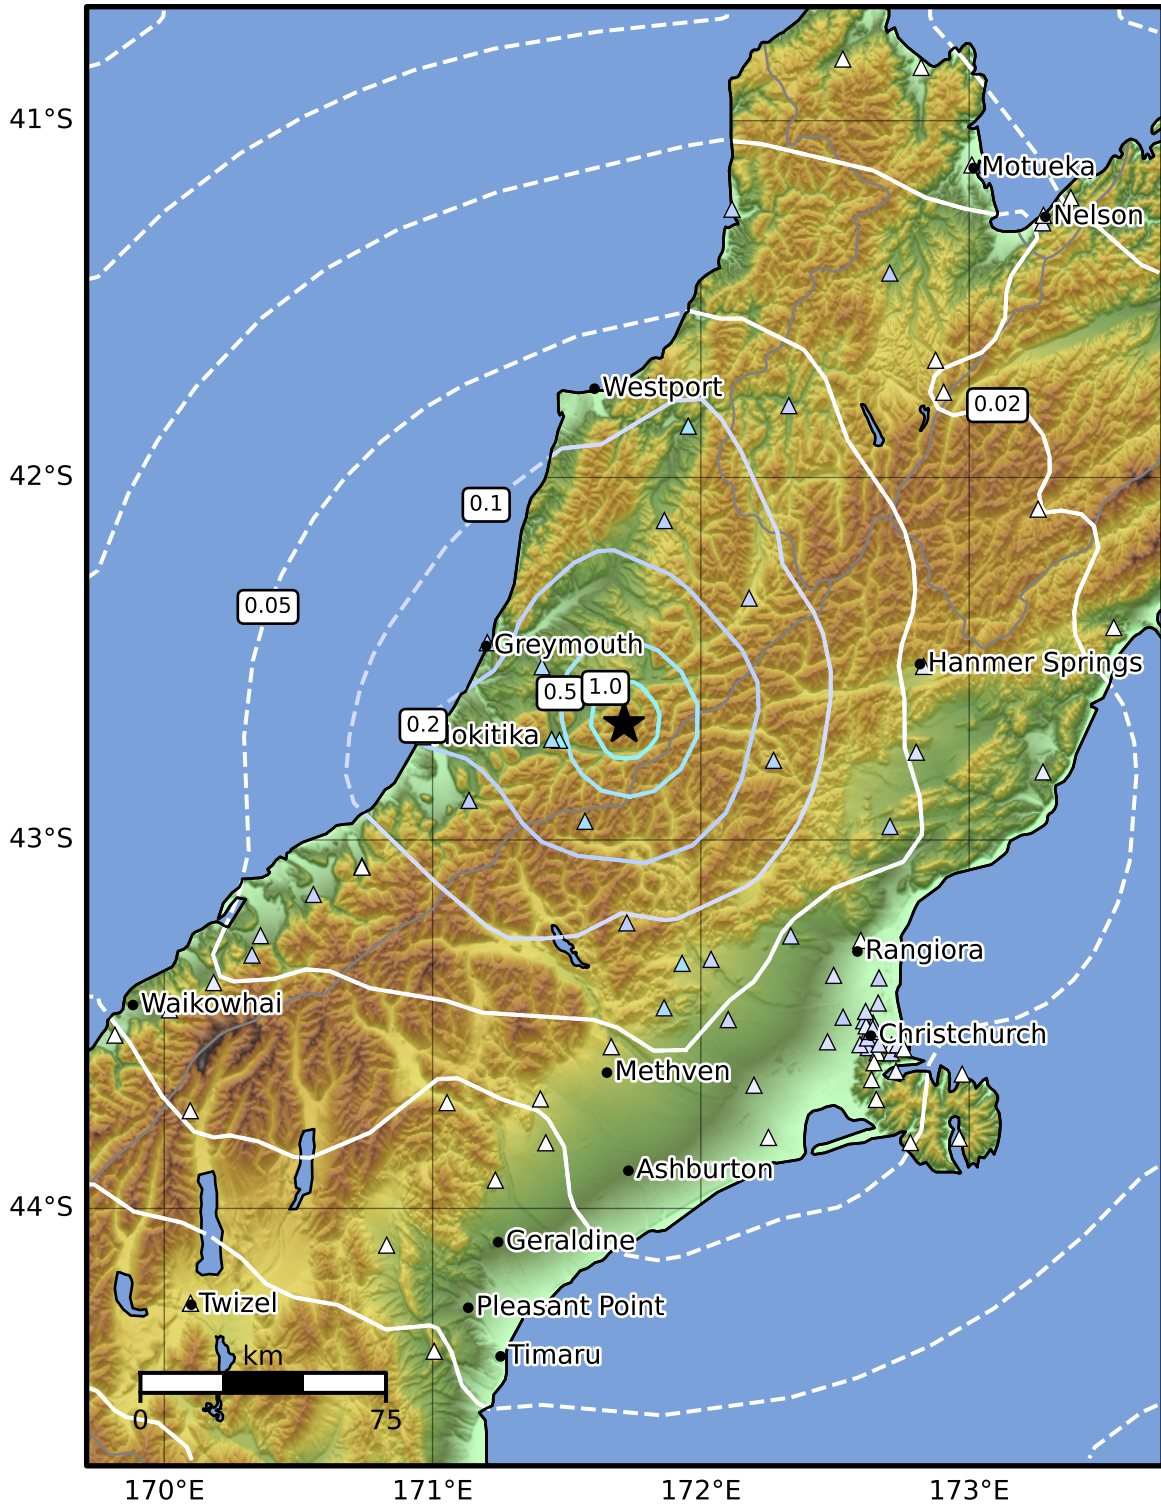 41°S
Motueka
Nelson
Westport
0.02
42°S
0.1
0.05
Greymouth
Hanmer Springs
0.5
1.0
0.2
okitika
43°S
Rangiora
Waikowhai
Christchurch
Methven
Ashburton
44°S
Geraldine
Twizel
Pleasant Point
Timaru
km
0
75
170°E
171°E
172°E
173°E